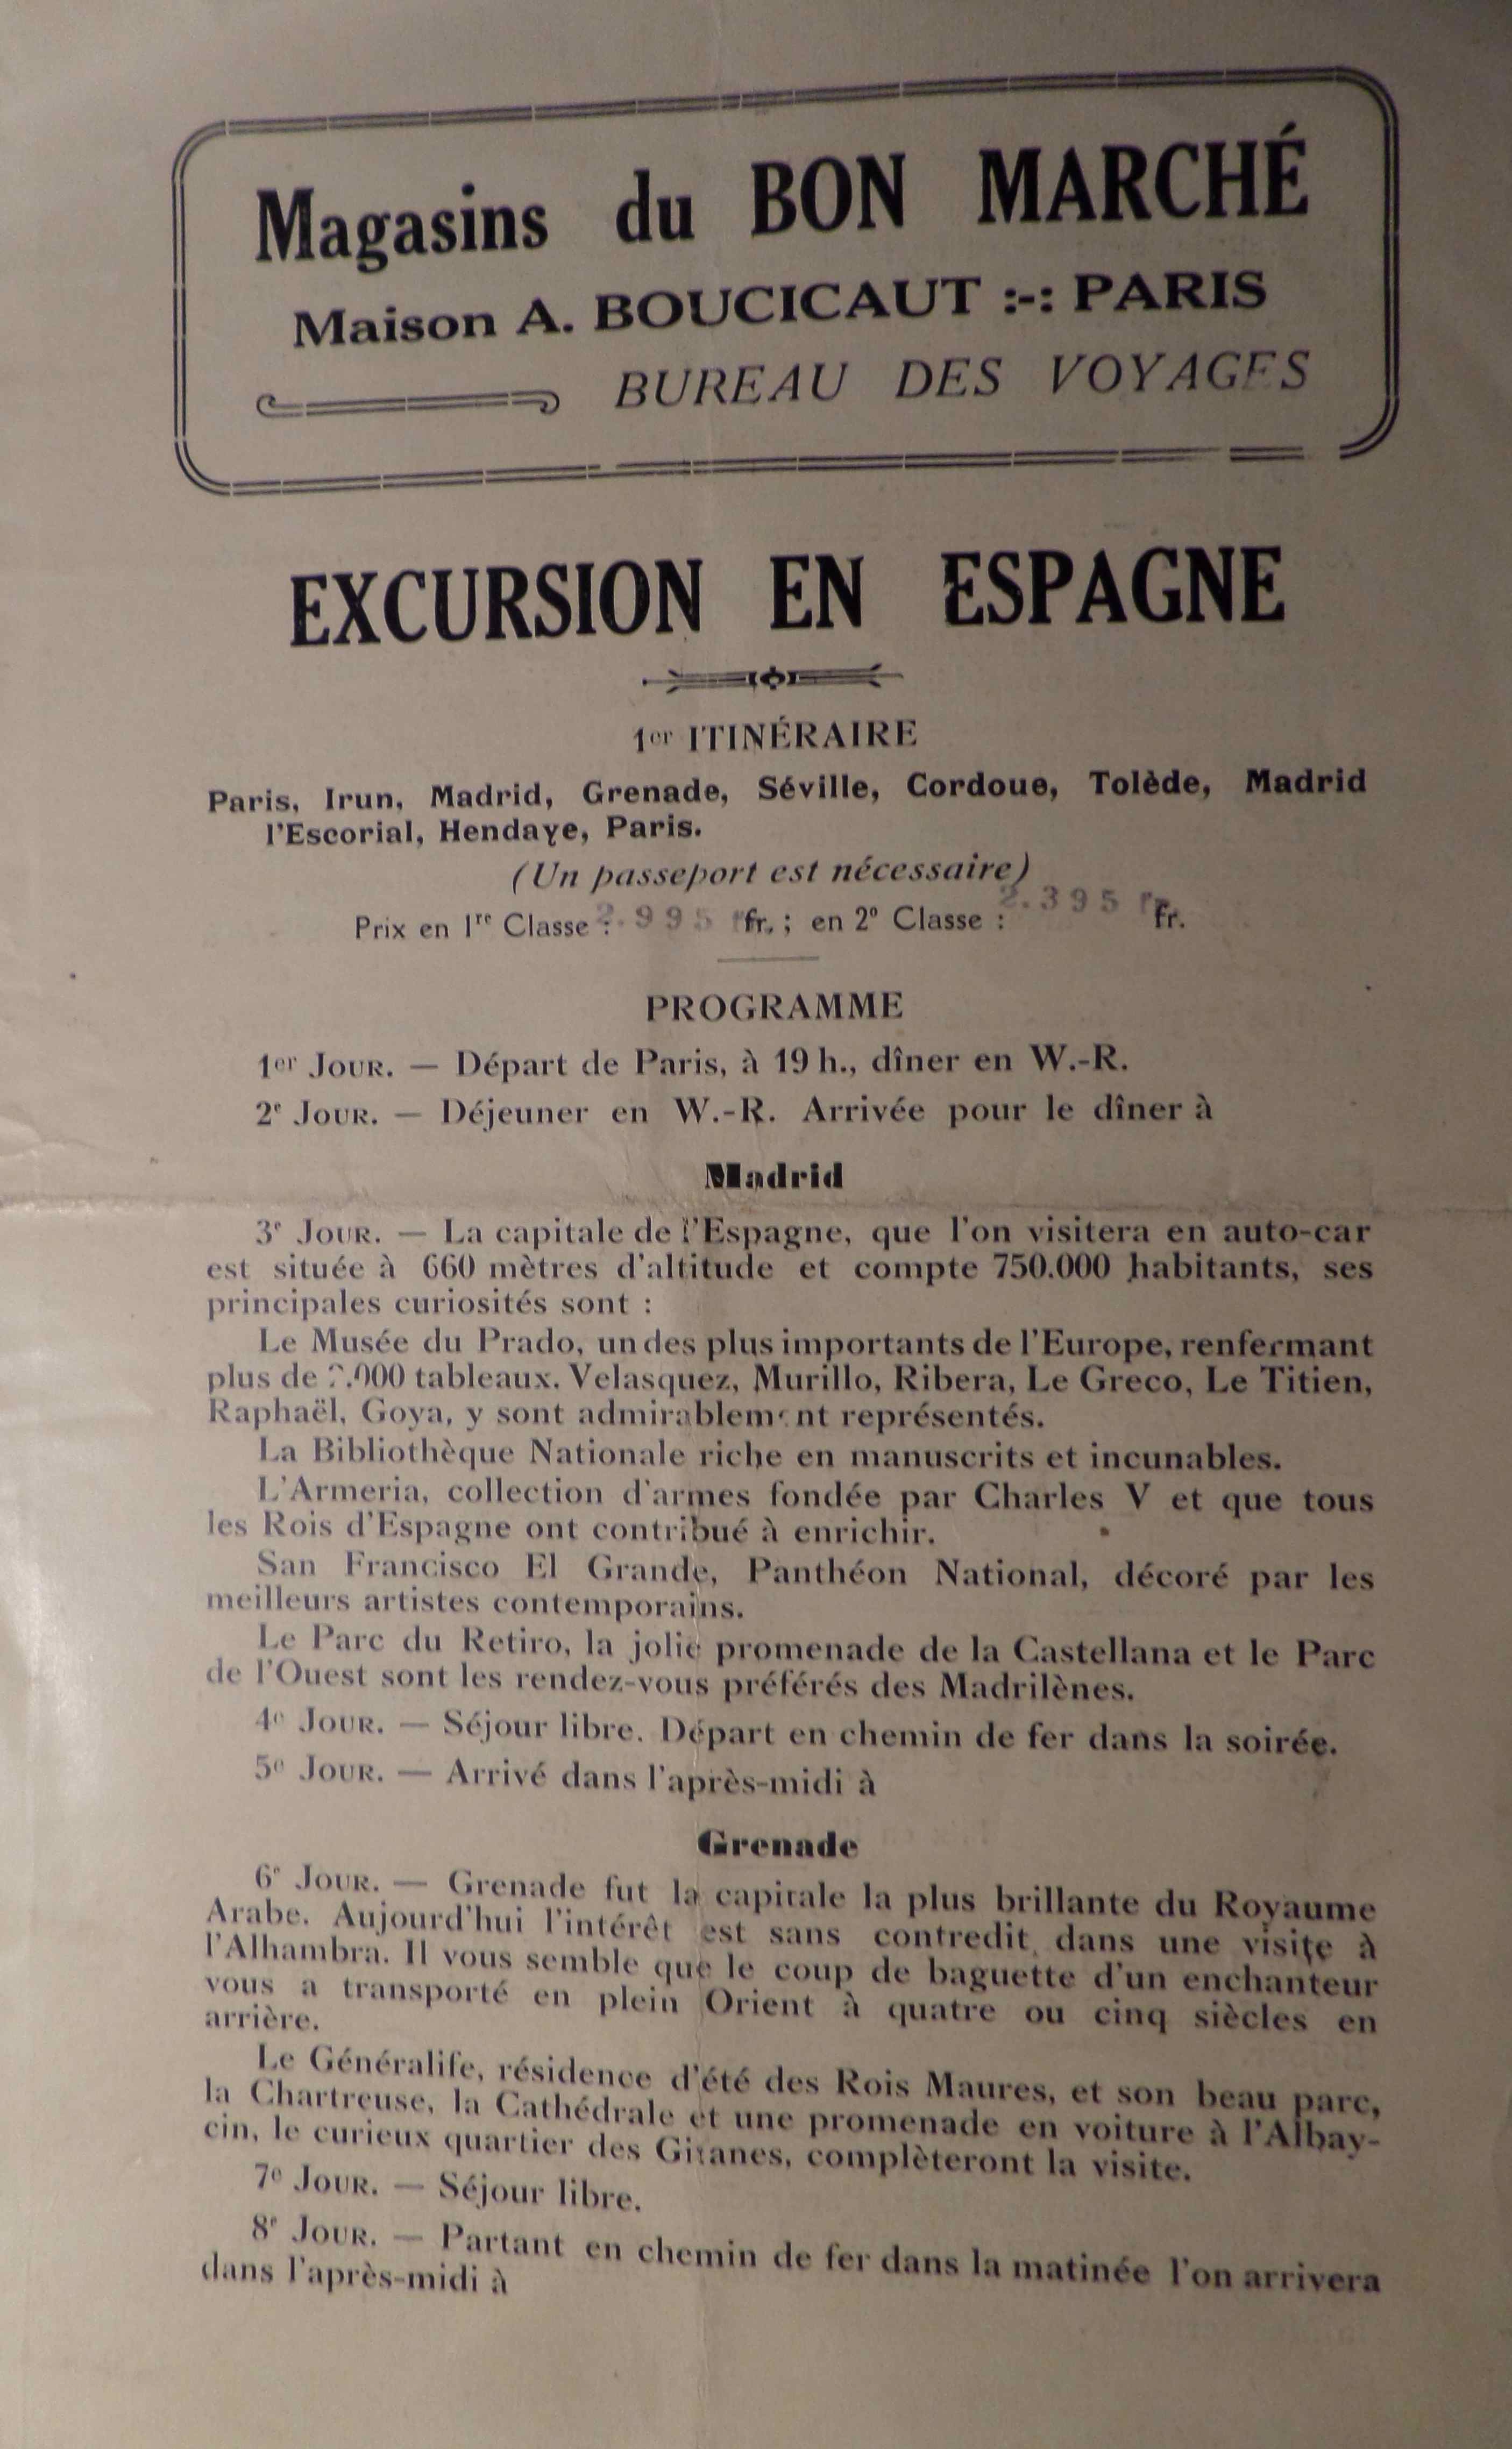 Magasins du BON MARCHÉ
Maison A. BOUCICAUT :-: PARIS
BUREAU DES VOYAGES
EXCURSION EN ESPAGNE
1er ITINÉRAIRE
Paris, Irun, Madrid, Grenade, Séville, Cordoue, Tolède, Madrid
l'Escorial, Hendaye, Paris.
(Un passeport est nécessaire)
Prix en 1re Classe : 2.995 fr. ; en 2e Classe : 2.395 fr.
PROGRAMME
1er JOUR. — Départ de Paris, à 19 h., dîner en W.-R.
2e JOUR. — Déjeuner en W.-R. Arrivée pour le dîner à
Madrid
3e JOUR. — La capitale de l'Espagne, que l'on visitera en auto-car
est située à 660 mètres d'altitude et compte 750.000 habitants, ses
principales curiosités sont :
Le Musée du Prado, un des plus importants de l'Europe, renfermant
plus de .000 tableaux. Velasquez, Murillo, Ribera, Le Greco, Le Titien,
Raphaël, Goya, y sont admirablement représentés.
La Bibliothèque Nationale riche en manuscrits et incunables.
L'Armeria, collection d'armes fondée par Charles V et que tous
les Rois d'Espagne ont contribué à enrichir.
San Francisco El Grande, Panthéon National, décoré par les
meilleurs artistes contemporains.
Le Parc du Retiro, la jolie promenade de la Castellana et le Parc
de l'Ouest sont les rendez-vous préférés des Madrilènes.
4e JOUR. — Séjour libre. Départ en chemin de fer dans la soirée.
5e JOUR. — Arrivé dans l'après-midi à
Grenade
6e JOUR. — Grenade fut la capitale la plus brillante du Royaume
Arabe. Aujourd'hui l'intérêt est sans contredit dans une visite à
l'Alhambra. Il vous semble que le coup de baguette d'un enchanteur
vous a transporté en plein Orient à quatre ou cinq siècles en
arrière.
Le Généralife, résidence d'été des Rois Maures, et son beau parc,
la Chartreuse, la Cathédrale et une promenade en voiture à l'Albay-
cin, le curieux quartier des Gitanes, complèteront la visite.
7e JOUR. — Séjour libre.
8e JOUR. — Partant en chemin de fer dans la matinée l'on arrivera
dans l'après-midi à